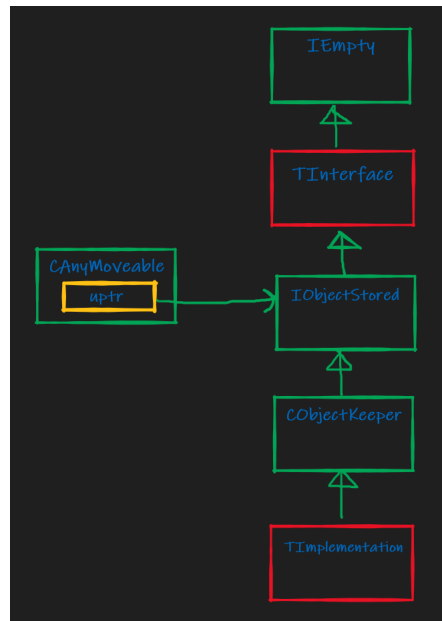 IEmpty
TInterface
CAnyMoveable
uptr
IObjectStored
CObjectKeeper
TImplementation